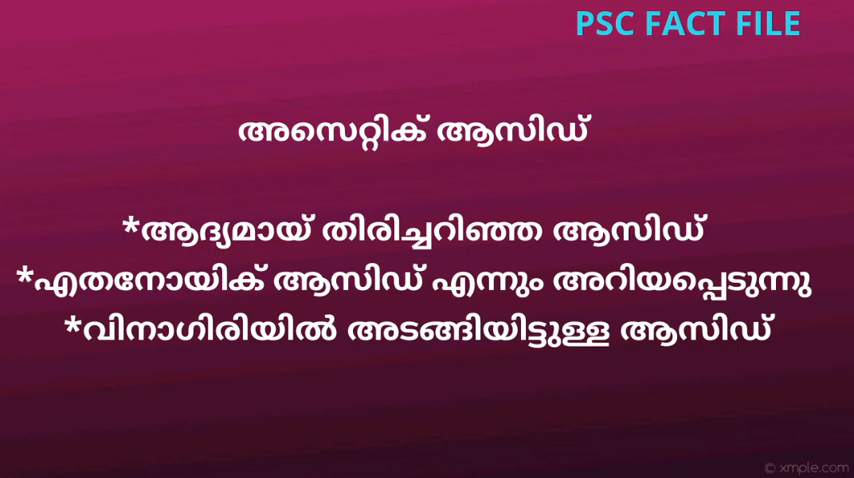 PSC FACT FILE
അസെറ്റിക് ആസിഡ്
*ആദ്യമായ് തിരിച്ചറിഞ്ഞ ആസിഡ്
*എതനോയിക് ആസിഡ് എന്നും അറിയപ്പെടുന്നു
*വിനാഗിരിയിൽ അടങ്ങിയിട്ടുള്ള ആസിഡ്
© xmple.com